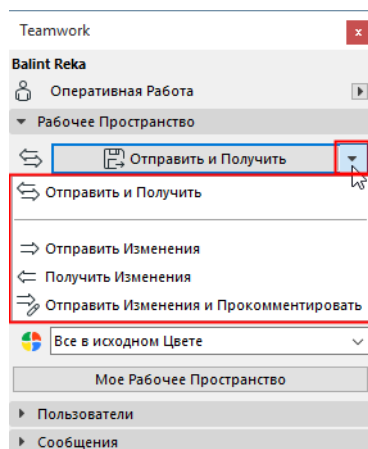 Teamwork
Balint Reka
Оперативная Работа
Рабочее Пространство
Отправить и Получить
Отправить и Получить
Отправить Изменения
Получить Изменения
Отправить Изменения и Прокомментировать
Все в исходном Цвете
Мое Рабочее Пространство
Пользователи
Сообщения